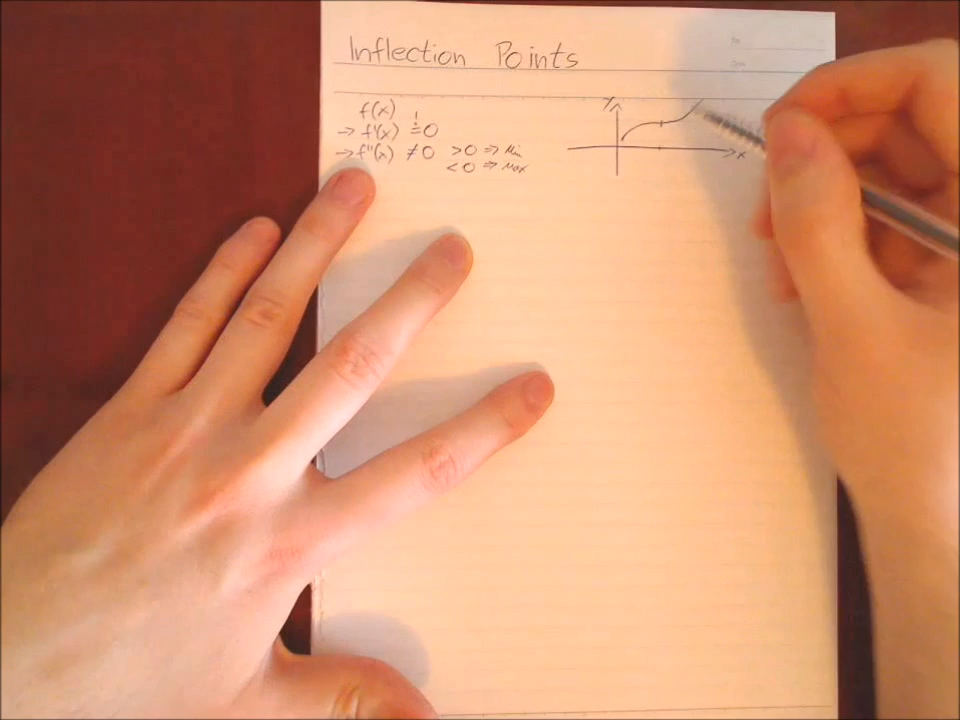 Inflection Points
f(x)
→ f'(x) != 0
→ f''(x) ≠ 0 > 0 ⇒ Min
< 0 ⇒ Max
y
x